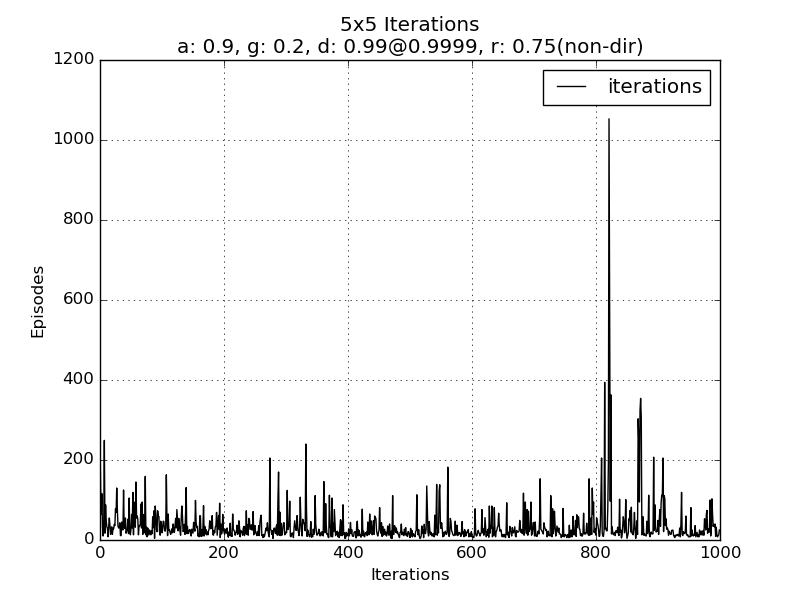 5x5 Iterations
a: 0.9, g: 0.2, d: 0.99@0.9999, r: 0.75(non-dir)
iterations
1200
1000
800
600
400
200
0
Episodes
0 200 400 600 800 1000
Iterations